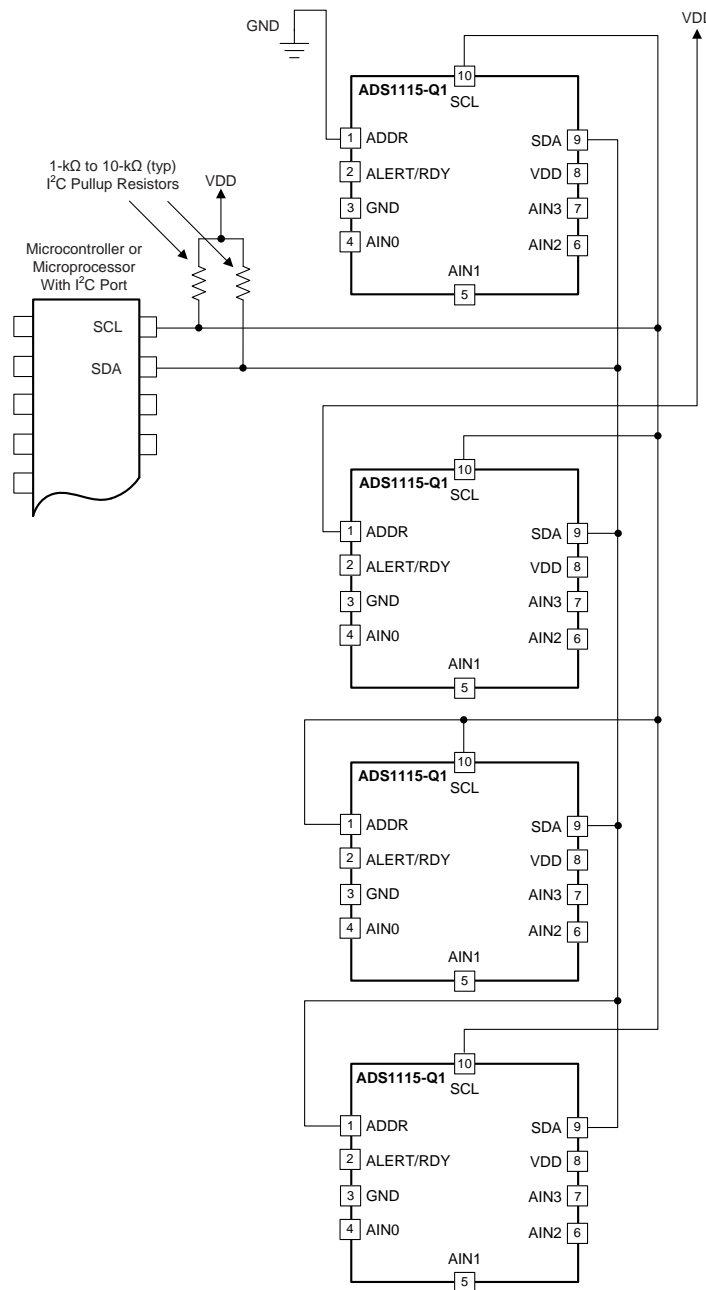 GND
VDD
ADS1115-Q1
10
SCL
1 ADDR
SDA 9
2 ALERT/RDY
VDD 8
3 GND
AIN3 7
4 AIN0
AIN2 6
AIN1
5
1-kΩ to 10-kΩ (typ)
I²C Pullup Resistors
VDD
Microcontroller or
Microprocessor
With I²C Port
SCL
SDA
ADS1115-Q1
10
SCL
1 ADDR
SDA 9
2 ALERT/RDY
VDD 8
3 GND
AIN3 7
4 AIN0
AIN2 6
AIN1
5
ADS1115-Q1
10
SCL
1 ADDR
SDA 9
2 ALERT/RDY
VDD 8
3 GND
AIN3 7
4 AIN0
AIN2 6
AIN1
5
ADS1115-Q1
10
SCL
1 ADDR
SDA 9
2 ALERT/RDY
VDD 8
3 GND
AIN3 7
4 AIN0
AIN2 6
AIN1
5